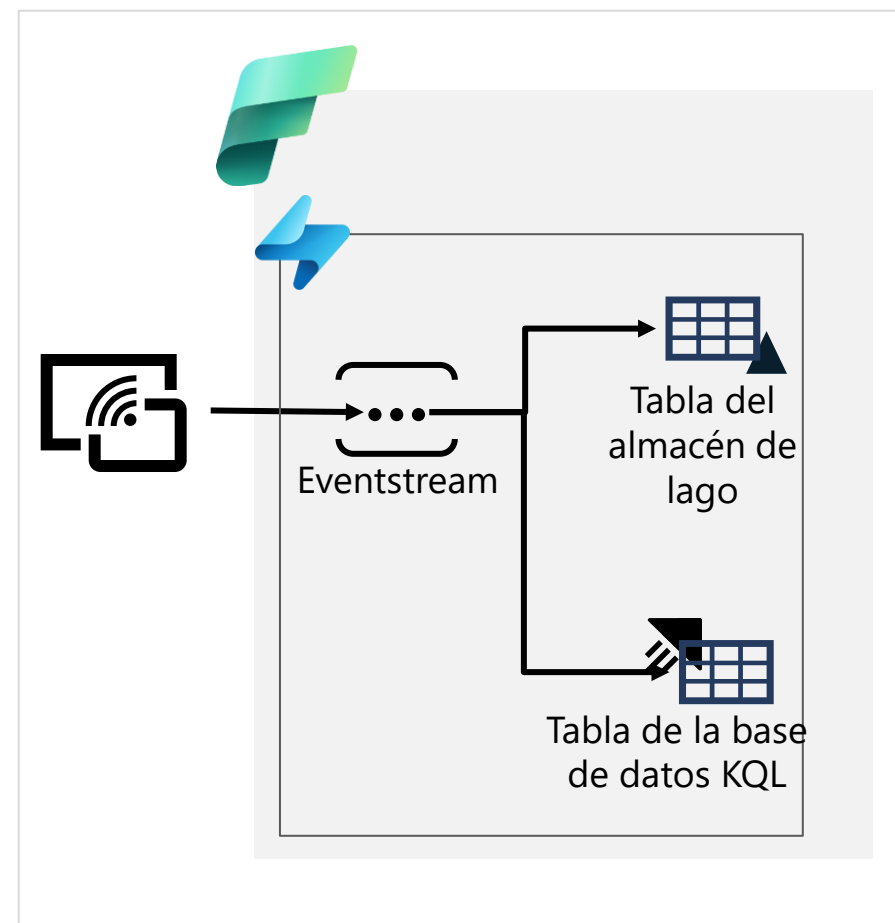 Eventstream
Tabla del
almacén de
lago
Tabla de la base
de datos KQL